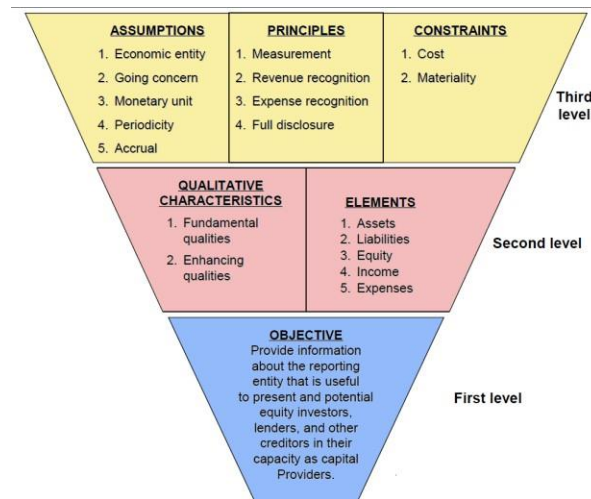 ASSUMPTIONS
1. Economic entity
2. Going concern
3. Monetary unit
4. Periodicity
5. Accrual
PRINCIPLES
1. Measurement
2. Revenue recognition
3. Expense recognition
4. Full disclosure
CONSTRAINTS
1. Cost
2. Materiality
Third
level
QUALITATIVE
CHARACTERISTICS
1. Fundamental
qualities
2. Enhancing
qualities
ELEMENTS
1. Assets
2. Liabilities
3. Equity
4. Income
5. Expenses
Second level
OBJECTIVE
Provide information
about the reporting
entity that is useful
to present and potential
equity investors,
lenders, and other
creditors in their
capacity as capital
Providers.
First level